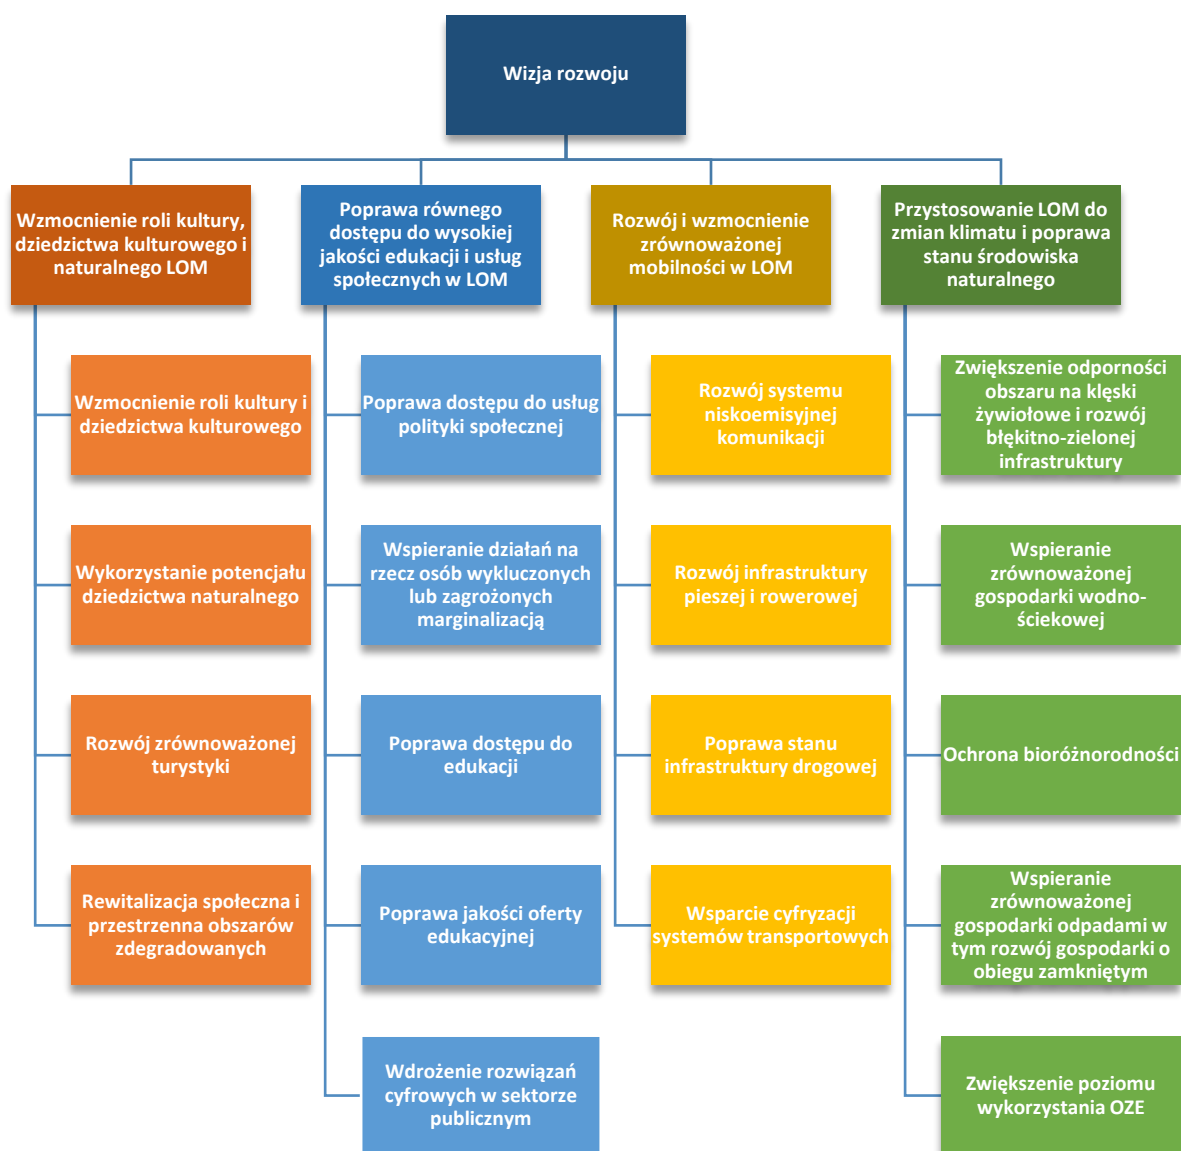 Wizja rozwoju
Wzmocnienie roli kultury,
dziedzictwa kulturowego i
naturalnego LOM
Wzmocnienie roli kultury i
dziedzictwa kulturowego
Wykorzystanie potencjału
dziedzictwa naturalnego
Rozwój zrównoważonej
turystyki
Rewitalizacja społeczna i
przestrzenna obszarów
zdegradowanych
Poprawa równego
dostępu do wysokiej
jakości edukacji i usług
społecznych w LOM
Poprawa dostępu do usług
polityki społecznej
Wspieranie działań na
rzecz osób wykluczonych
lub zagrożonych
marginalizacją
Poprawa dostępu do
edukacji
Poprawa jakości oferty
edukacyjnej
Wdrożenie rozwiązań
cyfrowych w sektorze
publicznym
Rozwój i wzmocnienie
zrównoważonej
mobilności w LOM
Rozwój systemu
niskoemisyjnej
komunikacji
Rozwój infrastruktury
pieszej i rowerowej
Poprawa stanu
infrastruktury drogowej
Wsparcie cyfryzacji
systemów transportowych
Przystosowanie LOM do
zmian klimatu i poprawa
stanu środowiska
naturalnego
Zwiększenie odporności
obszaru na klęski
żywiołowe i rozwój
błękitno-zielonej
infrastruktury
Wspieranie
zrównoważonej
gospodarki wodno-
ściekowej
Ochrona bioróżnorodności
Wspieranie
zrównoważonej
gospodarki odpadami w
tym rozwój gospodarki o
obiegu zamkniętym
Zwiększenie poziomu
wykorzystania OZE